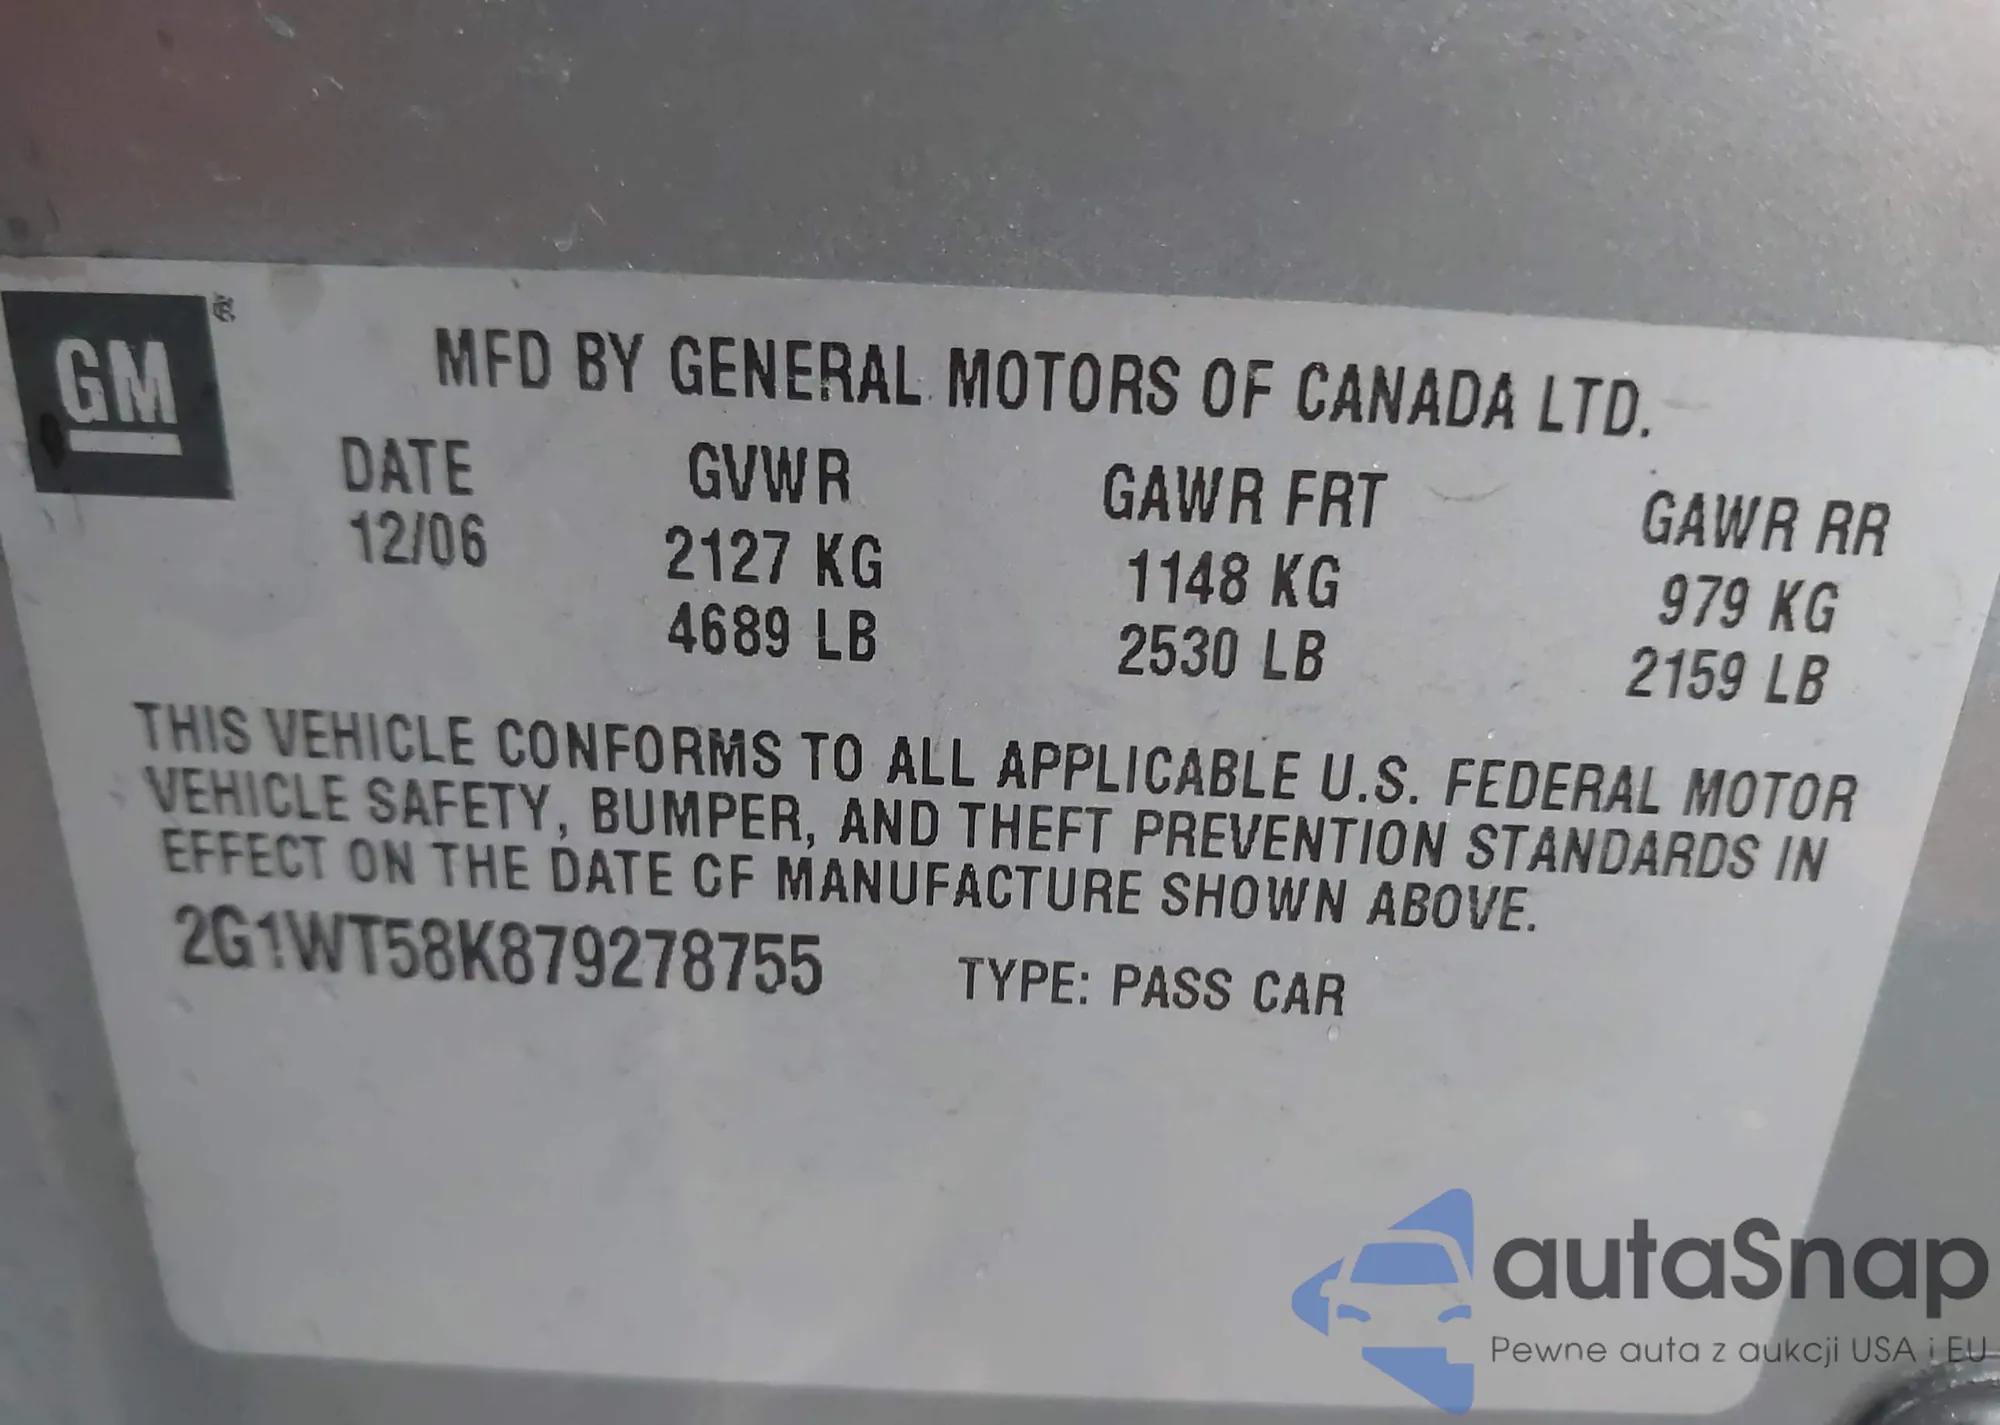 GM
MFD BY GENERAL MOTORS OF CANADA LTD.
DATE GVWR GAWR FRT GAWR RR
12/06 2127 KG 1148 KG 979 KG
4689 LB 2530 LB 2159 LB
THIS VEHICLE CONFORMS TO ALL APPLICABLE U.S. FEDERAL MOTOR
VEHICLE SAFETY, BUMPER, AND THEFT PREVENTION STANDARDS IN
EFFECT ON THE DATE OF MANUFACTURE SHOWN ABOVE.
2G1WT58K879278755 TYPE: PASS CAR
autaSnap
Pewne auta z aukcji USA i EU